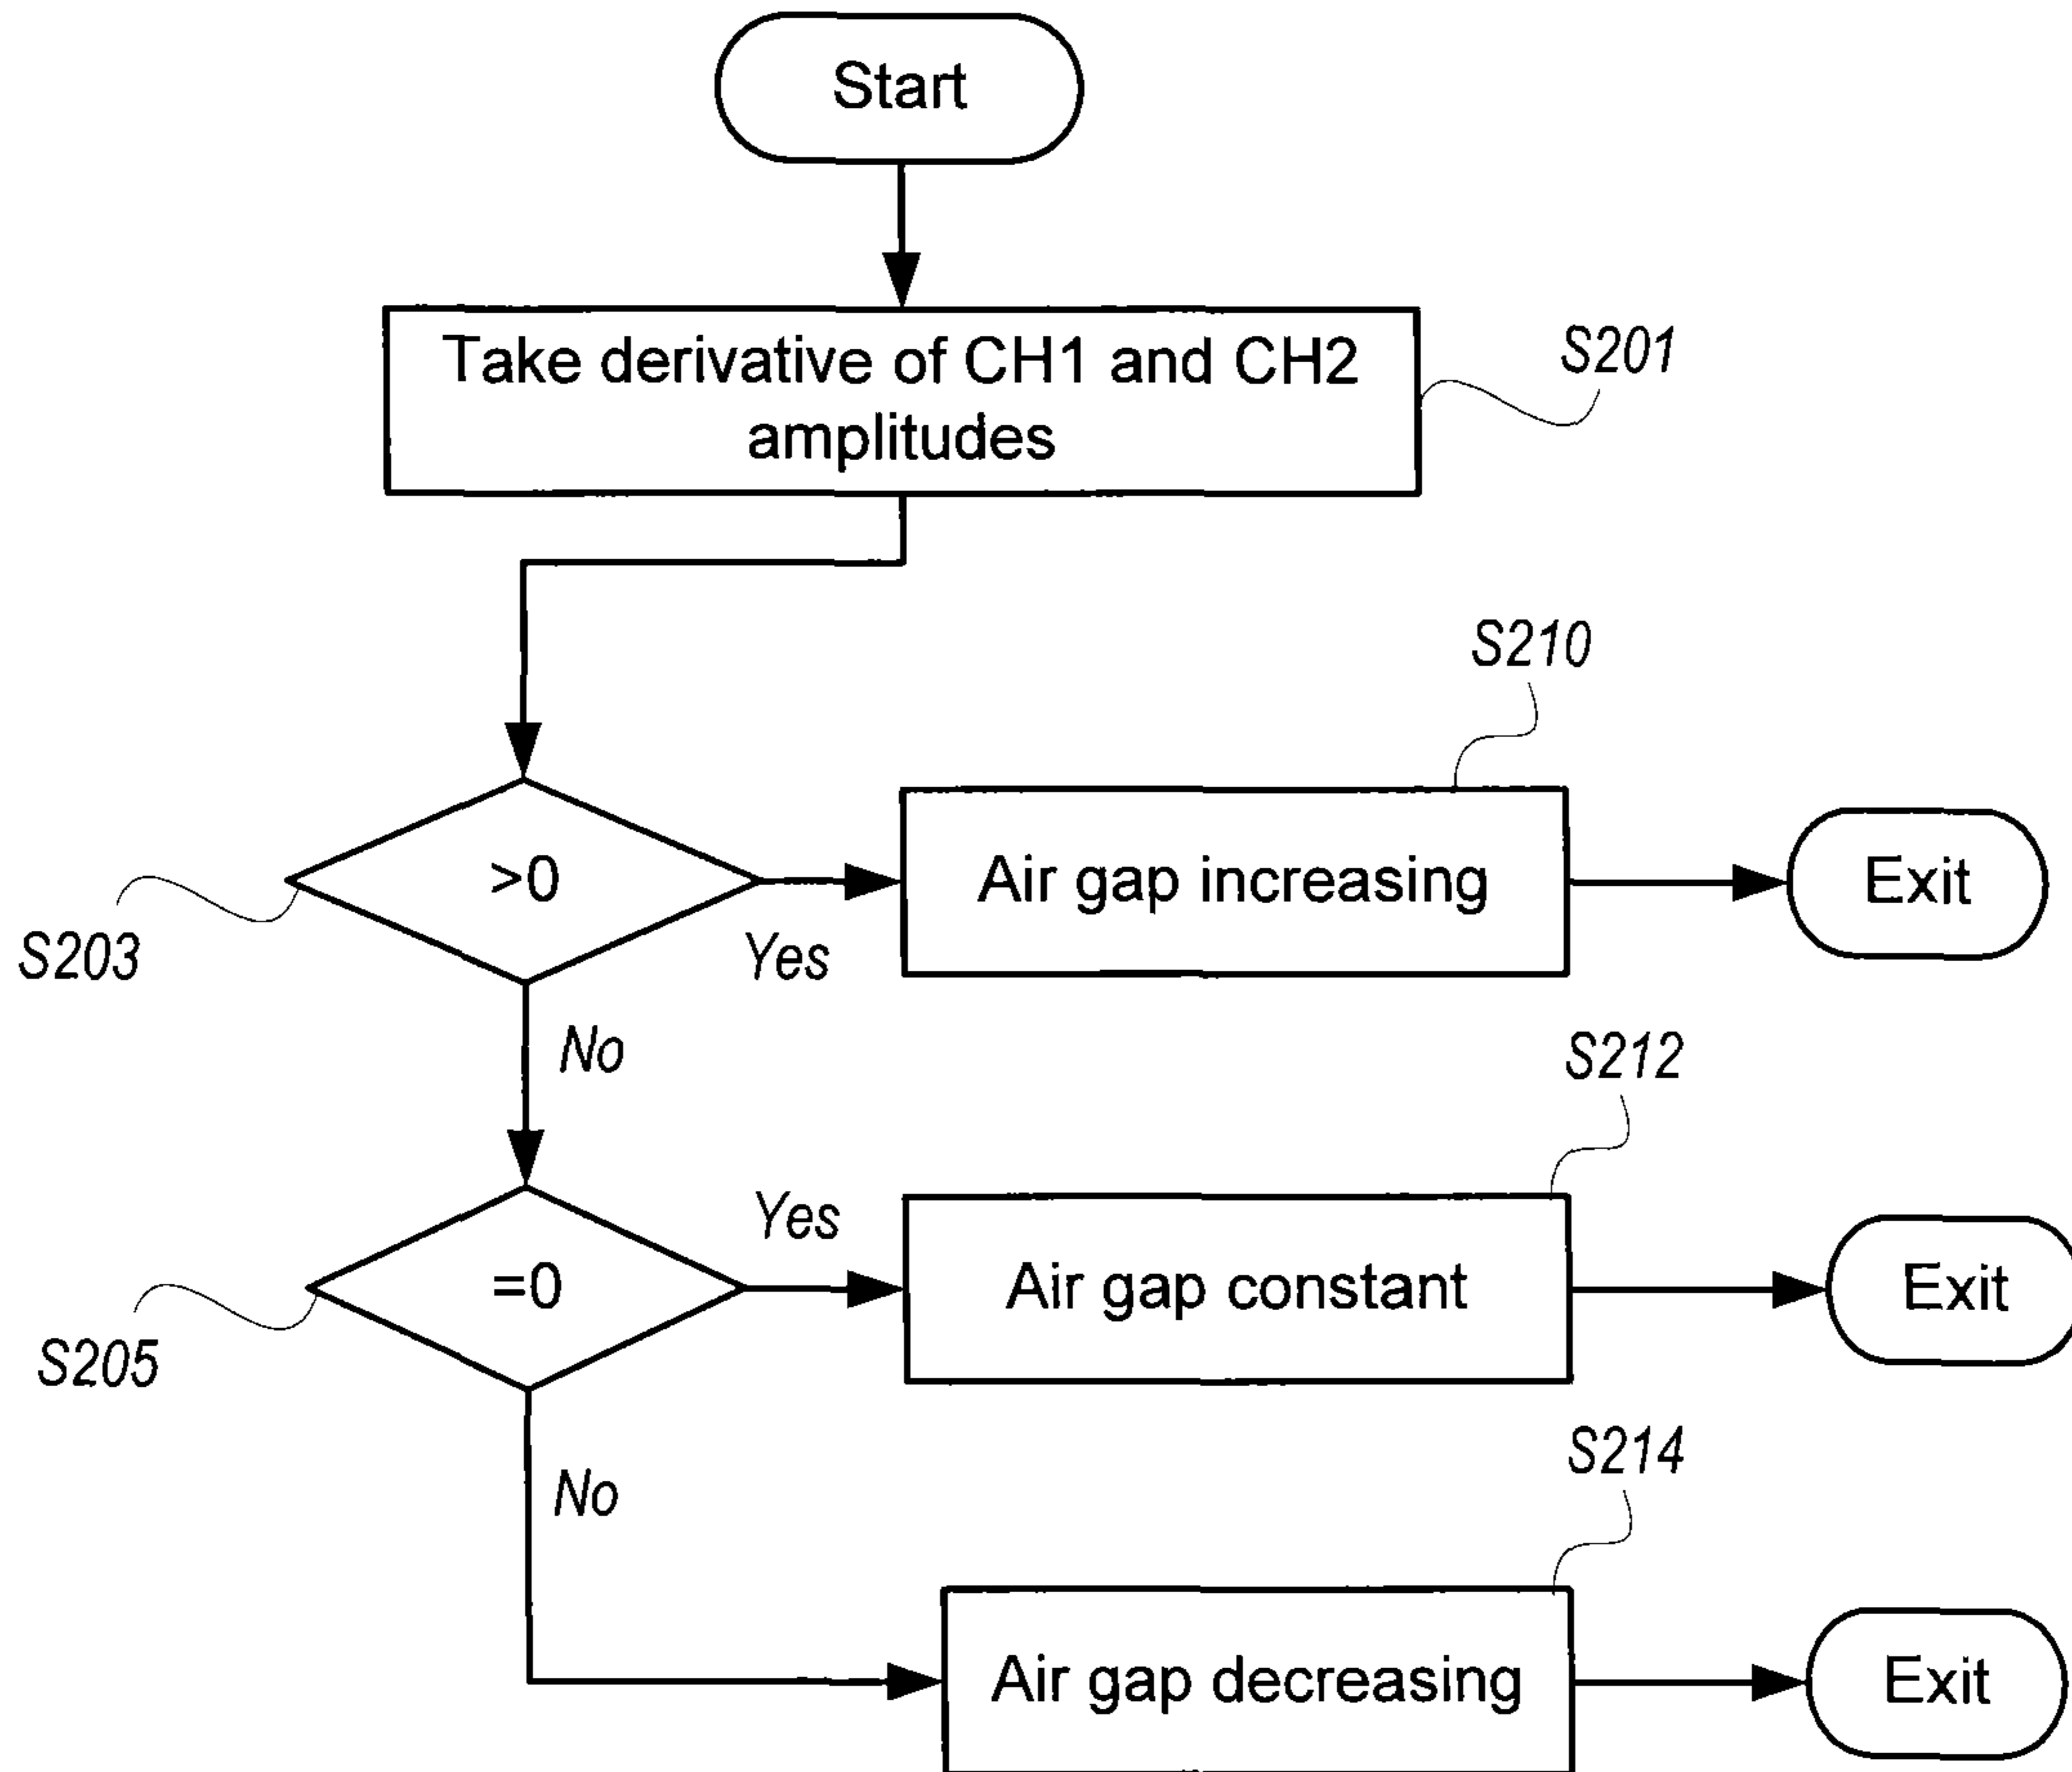 Start
Take derivative of CH1 and CH2
amplitudes
S201
S210
>0
Air gap increasing
Exit
S203
Yes
No
S212
=0
Yes
Air gap constant
Exit
S205
No
S214
Air gap decreasing
Exit